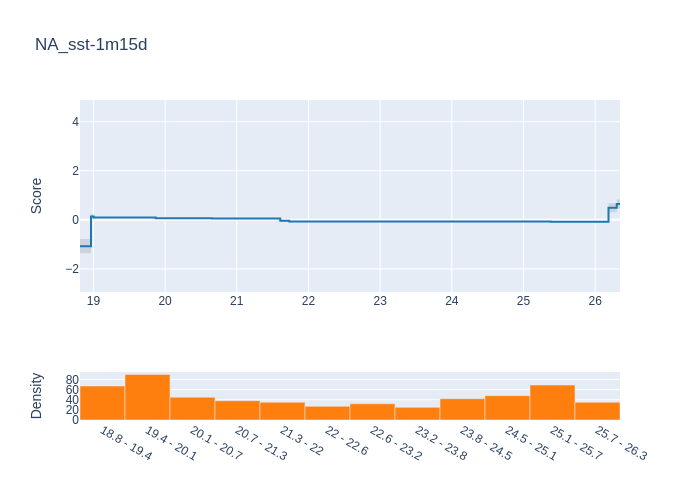 NA_sst-1m15d
Score
4
2
0
−2
19 20 21 22 23 24 25 26
Density
80
60
40
20
0
18.8 - 19.4
19.4 - 20.1
20.1 - 20.7
20.7 - 21.3
21.3 - 22
22 - 22.6
22.6 - 23.2
23.2 - 23.8
23.8 - 24.5
24.5 - 25.1
25.1 - 25.7
25.7 - 26.3